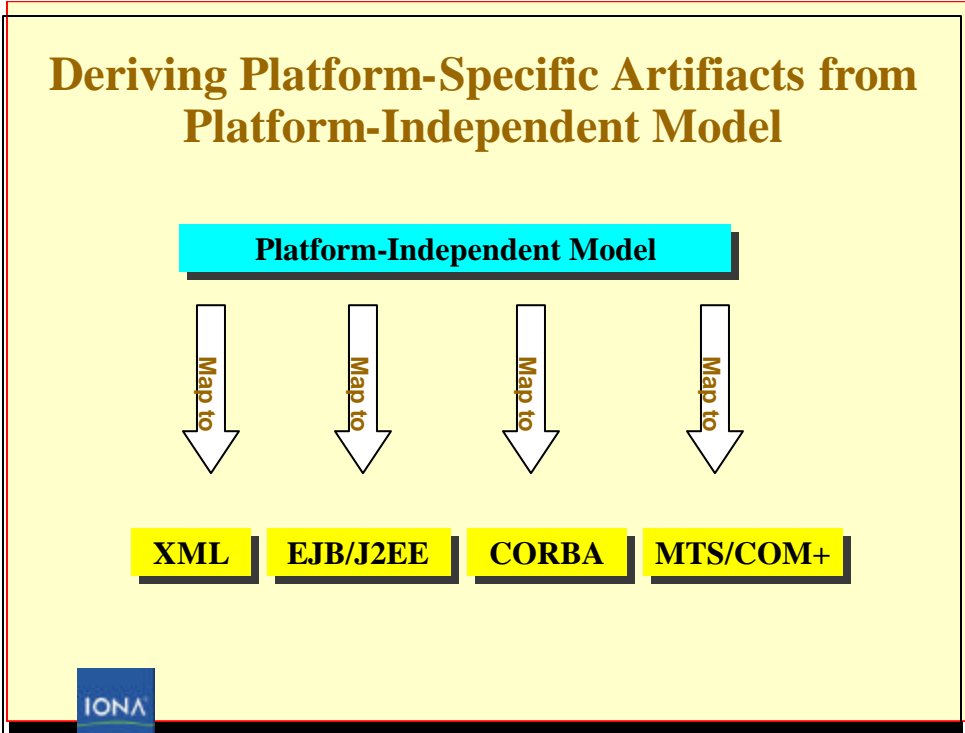 Deriving Platform-Specific Artifiacts from
Platform-Independent Model
Platform-Independent Model
Map to
Map to
Map to
Map to
XML
EJB/J2EE
CORBA
MTS/COM+
IONA